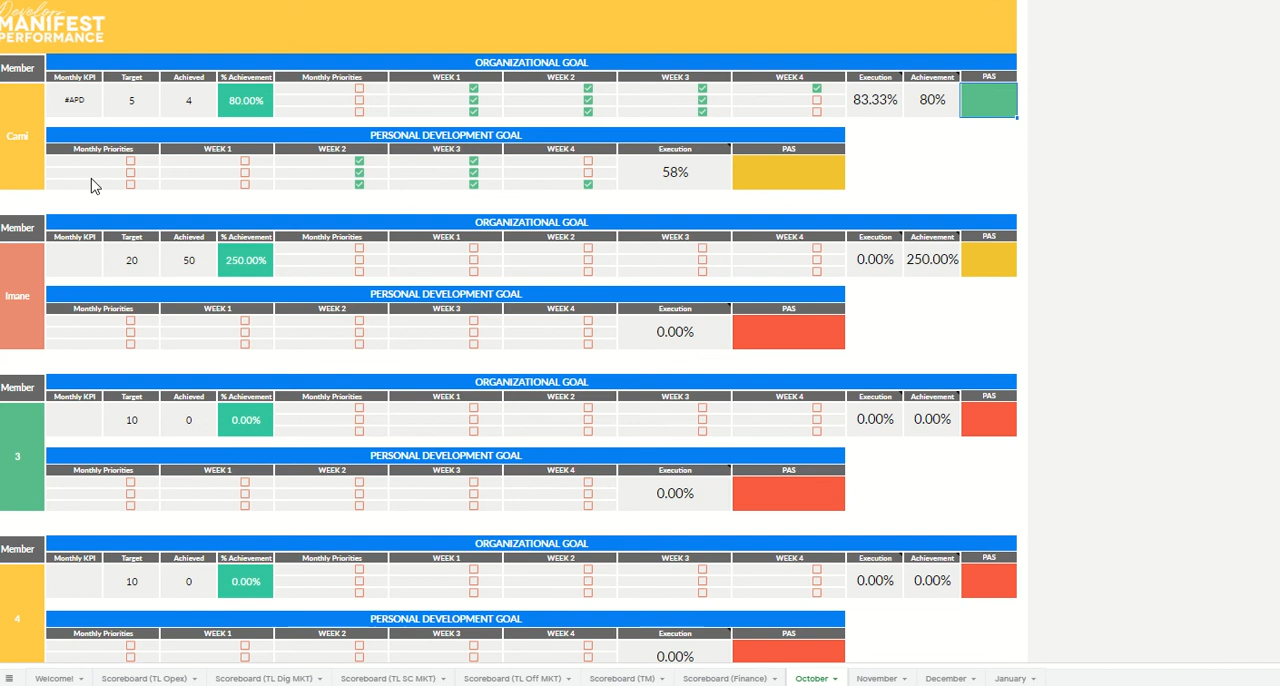 Develop
MANIFEST
PERFORMANCE
Member
ORGANIZATIONAL GOAL
Monthly KPI Target Achieved % Achievement Monthly Priorities WEEK 1 WEEK 2 WEEK 3 WEEK 4 Execution Achievement PAS
#APD 5 4 80.00% 83.33% 80%
Cami
PERSONAL DEVELOPMENT GOAL
Monthly Priorities WEEK 1 WEEK 2 WEEK 3 WEEK 4 Execution PAS
58%
Member
ORGANIZATIONAL GOAL
Monthly KPI Target Achieved % Achievement Monthly Priorities WEEK 1 WEEK 2 WEEK 3 WEEK 4 Execution Achievement PAS
20 50 250.00% 0.00% 250.00%
Imane
PERSONAL DEVELOPMENT GOAL
Monthly Priorities WEEK 1 WEEK 2 WEEK 3 WEEK 4 Execution PAS
0.00%
Member
ORGANIZATIONAL GOAL
Monthly KPI Target Achieved % Achievement Monthly Priorities WEEK 1 WEEK 2 WEEK 3 WEEK 4 Execution Achievement PAS
10 0 0.00% 0.00% 0.00%
3
PERSONAL DEVELOPMENT GOAL
Monthly Priorities WEEK 1 WEEK 2 WEEK 3 WEEK 4 Execution PAS
0.00%
Member
ORGANIZATIONAL GOAL
Monthly KPI Target Achieved % Achievement Monthly Priorities WEEK 1 WEEK 2 WEEK 3 WEEK 4 Execution Achievement PAS
10 0 0.00% 0.00% 0.00%
4
PERSONAL DEVELOPMENT GOAL
Monthly Priorities WEEK 1 WEEK 2 WEEK 3 WEEK 4 Execution PAS
0.00%
Welcome! Scoreboard (TL Opex) Scoreboard (TL Dig MKT) Scoreboard (TL SC MKT) Scoreboard (TL Off MKT) Scoreboard (TM) Scoreboard (Finance) October November December January